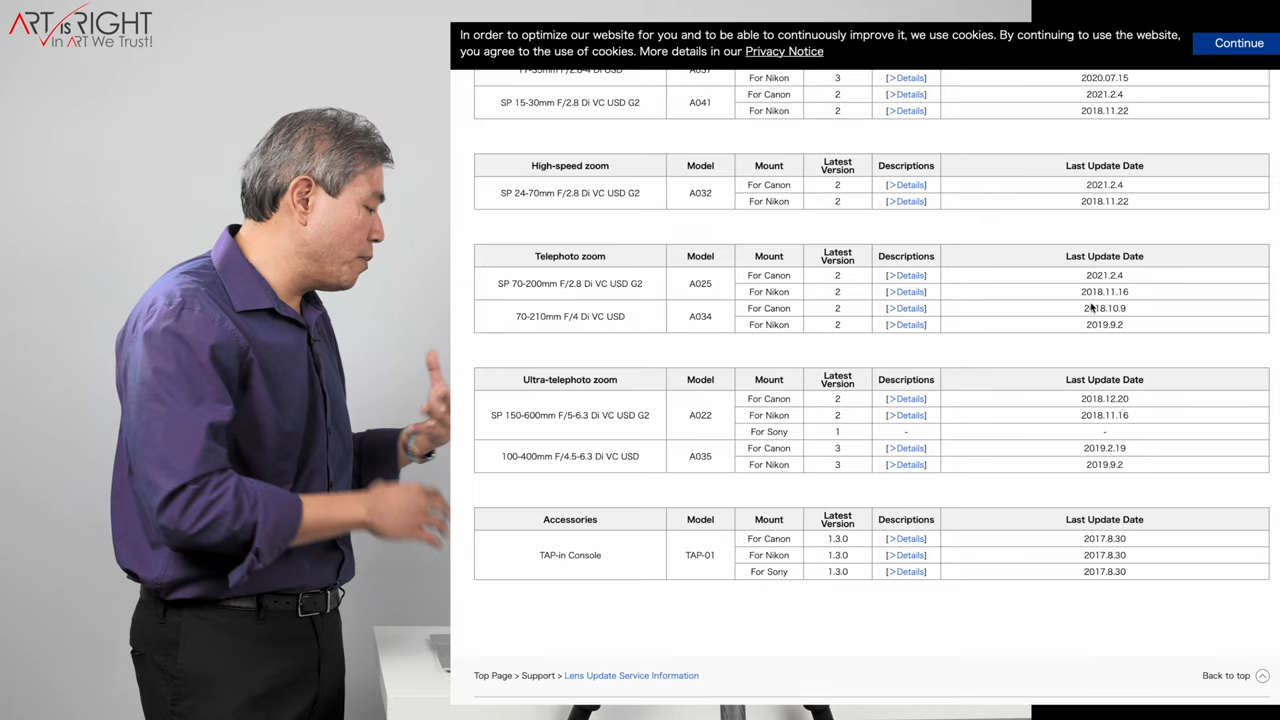 ART IS RIGHT
IN ART WE TRUST!
In order to optimize our website for you and to be able to continuously improve it, we use cookies. By continuing to use the website,
you agree to the use of cookies. More details in our Privacy Notice
Continue
17-35mm F/2.8-4 Di OSD A037
For Nikon 3 [>Details] 2020.07.15
SP 15-30mm F/2.8 Di VC USD G2 A041 For Canon 2 [>Details] 2021.2.4
For Nikon 2 [>Details] 2018.11.22
High-speed zoom Model Mount Latest Version Descriptions Last Update Date
SP 24-70mm F/2.8 Di VC USD G2 A032 For Canon 2 [>Details] 2021.2.4
For Nikon 2 [>Details] 2018.11.22
Telephoto zoom Model Mount Latest Version Descriptions Last Update Date
SP 70-200mm F/2.8 Di VC USD G2 A025 For Canon 2 [>Details] 2021.2.4
For Nikon 2 [>Details] 2018.11.16
70-210mm F/4 Di VC USD A034 For Canon 2 [>Details] 2018.10.9
For Nikon 2 [>Details] 2019.9.2
Ultra-telephoto zoom Model Mount Latest Version Descriptions Last Update Date
SP 150-600mm F/5-6.3 Di VC USD G2 A022 For Canon 2 [>Details] 2018.12.20
For Nikon 2 [>Details] 2018.11.16
For Sony 1 - -
100-400mm F/4.5-6.3 Di VC USD A035 For Canon 3 [>Details] 2019.2.19
For Nikon 3 [>Details] 2019.9.2
Accessories Model Mount Latest Version Descriptions Last Update Date
TAP-in Console TAP-01 For Canon 1.3.0 [>Details] 2017.8.30
For Nikon 1.3.0 [>Details] 2017.8.30
For Sony 1.3.0 [>Details] 2017.8.30
Top Page > Support > Lens Update Service Information
Back to top